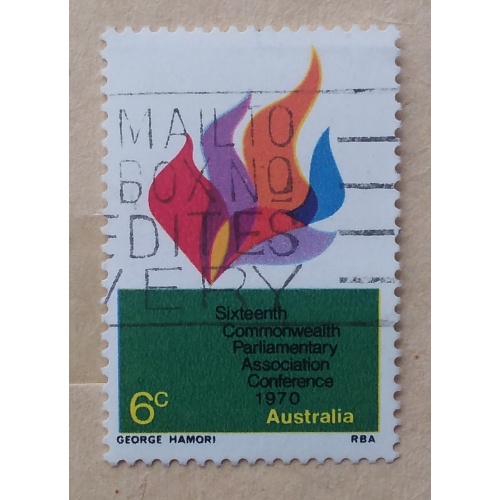 MAIL TO
BOX NO
EDITES
VERY
Sixteenth
Commonwealth
Parliamentary
Association
Conference
1970
6c
Australia
GEORGE HAMORI
RBA